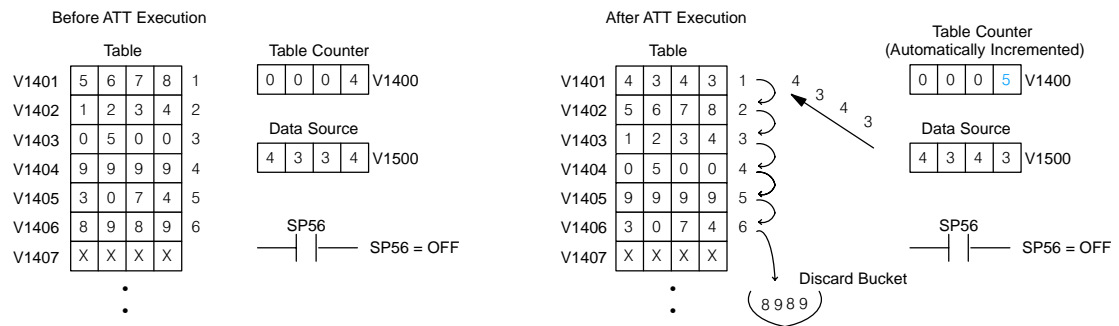 Before ATT Execution
Table
V1401 5 6 7 8 1
V1402 1 2 3 4 2
V1403 0 5 0 0 3
V1404 9 9 9 9 4
V1405 3 0 7 4 5
V1406 8 9 8 9 6
V1407 X X X X
Table Counter
0 0 0 4 V1400
Data Source
4 3 3 4 V1500
SP56
SP56 = OFF
After ATT Execution
Table
V1401 4 3 4 3 1
V1402 5 6 7 8 2
V1403 1 2 3 4 3
V1404 0 5 0 0 4
V1405 9 9 9 9 5
V1406 3 0 7 4 6
V1407 X X X X
4 3 4 3
Discard Bucket
8 9 8 9
Table Counter
(Automatically Incremented)
0 0 0 5 V1400
Data Source
4 3 4 3 V1500
SP56
SP56 = OFF